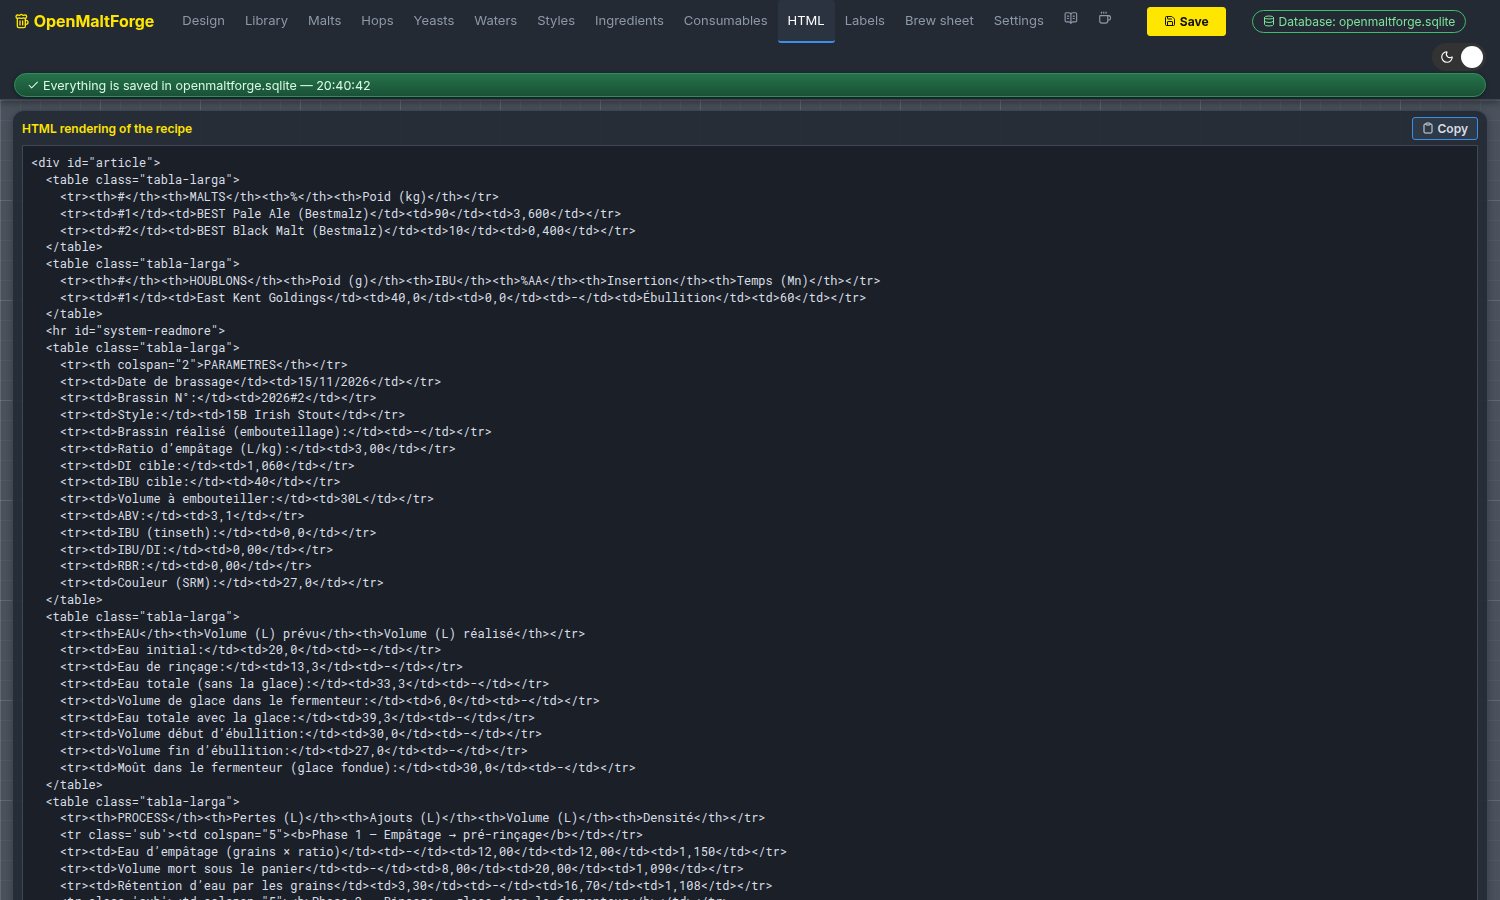 OpenMaltForge Design Library Malts Hops Yeasts Waters Styles Ingredients Consumables HTML Labels Brew sheet Settings Save Database: openmaltforge.sqlite
✓ Everything is saved in openmaltforge.sqlite — 20:40:42
HTML rendering of the recipe Copy
<div id="article">
<table class="tabla-larga">
<tr><th>#</th><th>MALTS</th><th>%</th><th>Poid (kg)</th></tr>
<tr><td>#1</td><td>BEST Pale Ale (Bestmalz)</td><td>90</td><td>3,600</td></tr>
<tr><td>#2</td><td>BEST Black Malt (Bestmalz)</td><td>10</td><td>0,400</td></tr>
</table>
<table class="tabla-larga">
<tr><th>#</th><th>HOUBLONS</th><th>Poid (g)</th><th>IBU</th><th>%AA</th><th>Insertion</th><th>Temps (Mn)</th></tr>
<tr><td>#1</td><td>East Kent Goldings</td><td>40,0</td><td>0,0</td><td>-</td><td>Ébullition</td><td>60</td></tr>
</table>
<hr id="system-readmore">
<table class="tabla-larga">
<tr><th colspan="2">PARAMETRES</th></tr>
<tr><td>Date de brassage</td><td>15/11/2026</td></tr>
<tr><td>Brassin N°:</td><td>2026#2</td></tr>
<tr><td>Style:</td><td>15B Irish Stout</td></tr>
<tr><td>Brassin réalisé (embouteillage):</td><td>-</td></tr>
<tr><td>Ratio d'empâtage (L/kg):</td><td>3,00</td></tr>
<tr><td>DI cible:</td><td>1,060</td></tr>
<tr><td>IBU cible:</td><td>40</td></tr>
<tr><td>Volume à embouteiller:</td><td>30L</td></tr>
<tr><td>ABV:</td><td>3,1</td></tr>
<tr><td>IBU (tinseth):</td><td>0,0</td></tr>
<tr><td>IBU/DI:</td><td>0,00</td></tr>
<tr><td>RBR:</td><td>0,00</td></tr>
<tr><td>Couleur (SRM):</td><td>27,0</td></tr>
</table>
<table class="tabla-larga">
<tr><th>EAU</th><th>Volume (L) prévu</th><th>Volume (L) réalisé</th></tr>
<tr><td>Eau initial:</td><td>20,0</td><td>-</td></tr>
<tr><td>Eau de rinçage:</td><td>13,3</td><td>-</td></tr>
<tr><td>Eau totale (sans la glace):</td><td>33,3</td><td>-</td></tr>
<tr><td>Volume de glace dans le fermenteur:</td><td>6,0</td><td>-</td></tr>
<tr><td>Eau totale avec la glace:</td><td>39,3</td><td>-</td></tr>
<tr><td>Volume début d'ébullition:</td><td>30,0</td><td>-</td></tr>
<tr><td>Volume fin d'ébullition:</td><td>27,0</td><td>-</td></tr>
<tr><td>Moût dans le fermenteur (glace fondue):</td><td>30,0</td><td>-</td></tr>
</table>
<table class="tabla-larga">
<tr><th>PROCESS</th><th>Pertes (L)</th><th>Ajouts (L)</th><th>Volume (L)</th><th>Densité</th></tr>
<tr class='sub'><td colspan="5"><b>Phase 1 — Empâtage → pré-rinçage</b></td></tr>
<tr><td>Eau d'empâtage (grains × ratio)</td><td>-</td><td>12,00</td><td>12,00</td><td>1,150</td></tr>
<tr><td>Volume mort sous le panier</td><td>-</td><td>8,00</td><td>20,00</td><td>1,090</td></tr>
<tr><td>Rétention d'eau par les grains</td><td>3,30</td><td>-</td><td>16,70</td><td>1,108</td></tr>